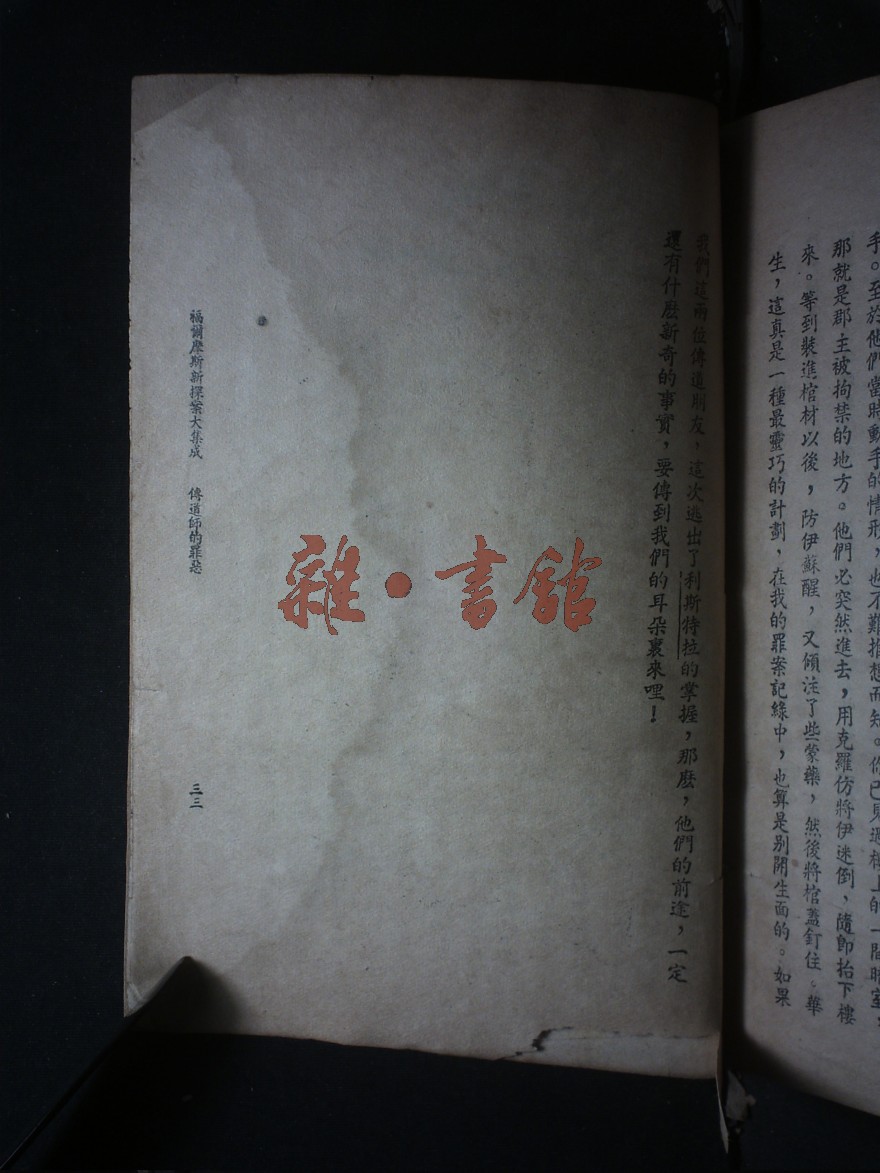 手。至於他們當時動手的情形，也不難推想而知。你已見過樓上的一間暗室，
那就是郡主被拘禁的地方。他們必突然進去，用克羅仿將伊迷倒、隨卽抬下樓
來。等到裝進棺材以後，防伊蘇醒，又傾注了些蒙藥，然後將棺蓋釘住。華
生，這真是一種最靈巧的計劃，在我的罪案記錄中，也算是別開生面的。如果
我們這兩位傳道朋友，這次逃出了利斯特拉的掌握，那麼，他們的前途，一定
還有什麼新奇的事實，要傳到我們的耳朵裏來哩！
福爾摩斯新探案大集成　傳道師的罪惡
三三
雜·書館